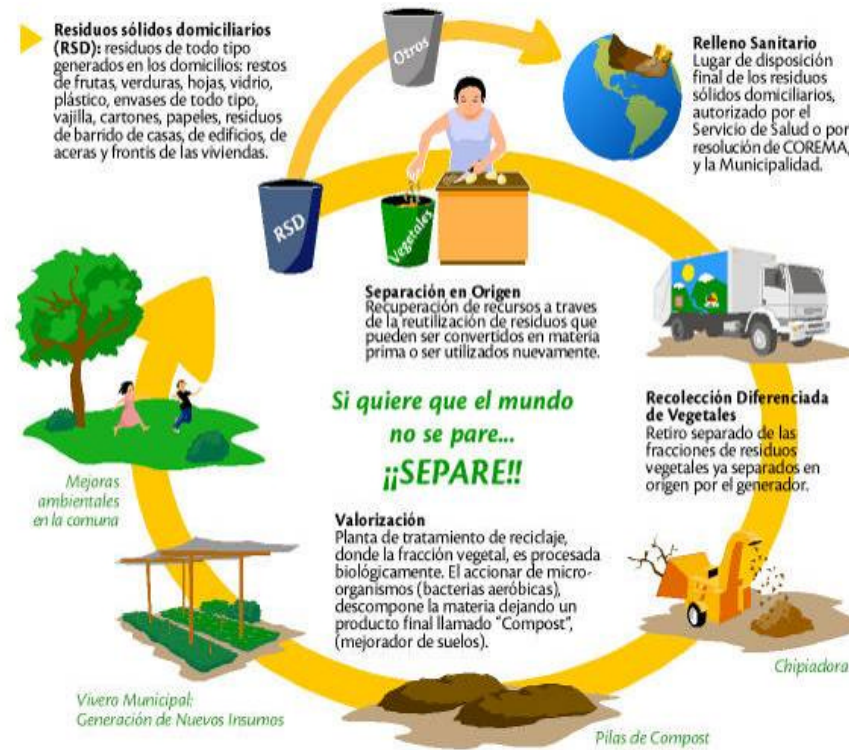 Residuos sólidos domiciliarios
(RSD): residuos de todo tipo
generados en los domicilios: restos
de frutas, verduras, hojas, vidrio,
plástico, envases de todo tipo,
vajilla, cartones, papeles, residuos
de barrido de casas, de edificios, de
aceras y frontis de las viviendas.
Otros
Relleno Sanitario
Lugar de disposición
final de los residuos
sólidos domiciliarios,
autorizado por el
Servicio de Salud o por
resolución de COREMA,
y la Municipalidad.
RSD
Vegetales
Separación en Origen
Recuperación de recursos a traves
de la reutilización de residuos que
pueden ser convertidos en materia
prima o ser utilizados nuevamente.
Si quiere que el mundo
no se pare...
¡¡SEPARE!!
Recolección Diferenciada
de Vegetales
Retiro separado de las
fracciones de residuos
vegetales ya separados en
origen por el generador.
Mejoras
ambientales
en la comuna
Valorización
Planta de tratamiento de reciclaje,
donde la fracción vegetal, es procesada
biológicamente. El accionar de micro-
organismos (bacterias aeróbicas),
descompone la materia dejando un
producto final llamado "Compost",
(mejorador de suelos).
Chipiadora
Vivero Municipal:
Generación de Nuevos Insumos
Pilas de Compost